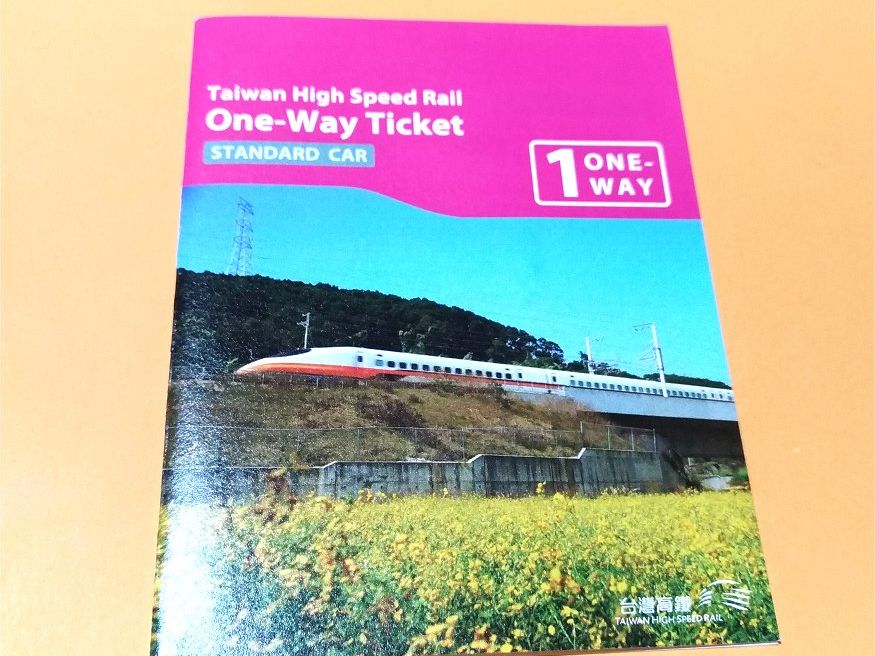 Taiwan High Speed Rail
One-Way Ticket
STANDARD CAR
1 ONE-
WAY
台灣高鐵
TAIWAN HIGH SPEED RAIL